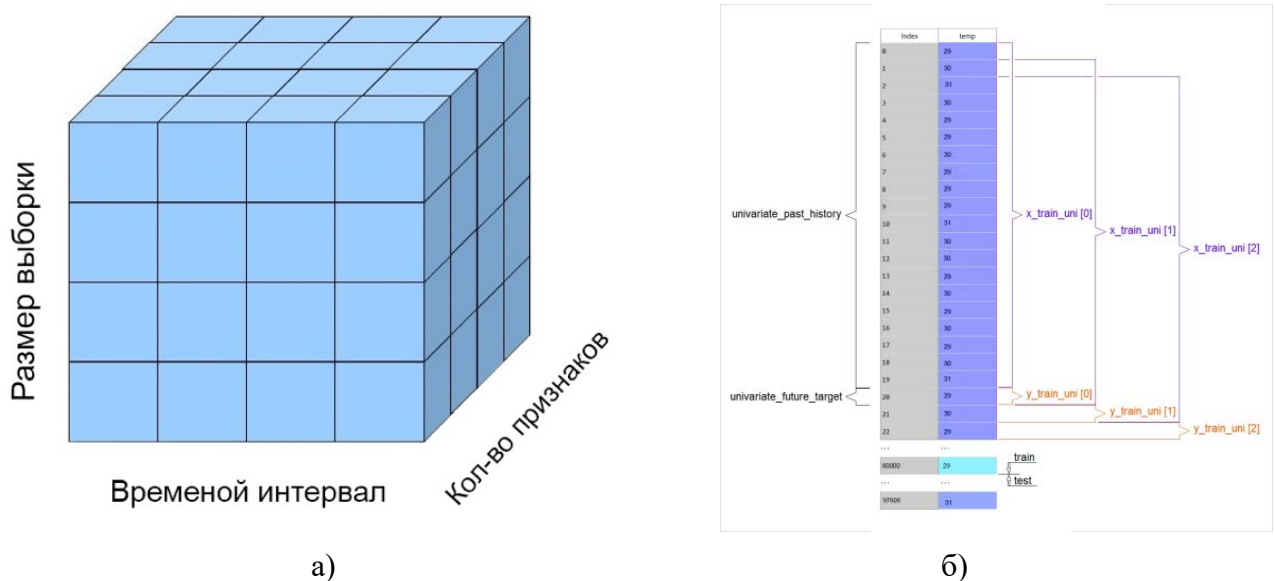 Размер выборки
Временой интервал
Кол-во признаков
а)
Index temp
0 29
1 30
2 31
3 30
4 29
5 29
6 30
7 29
8 29
9 29
10 31
11 30
12 30
13 29
14 30
15 29
16 30
17 29
18 30
19 31
20 29
21 30
22 29
... ...
80000 29
... ...
97606 31
univariate_past_history
univariate_future_target
x_train_uni [0]
x_train_uni [1]
x_train_uni [2]
y_train_uni [0]
y_train_uni [1]
y_train_uni [2]
train
test
б)